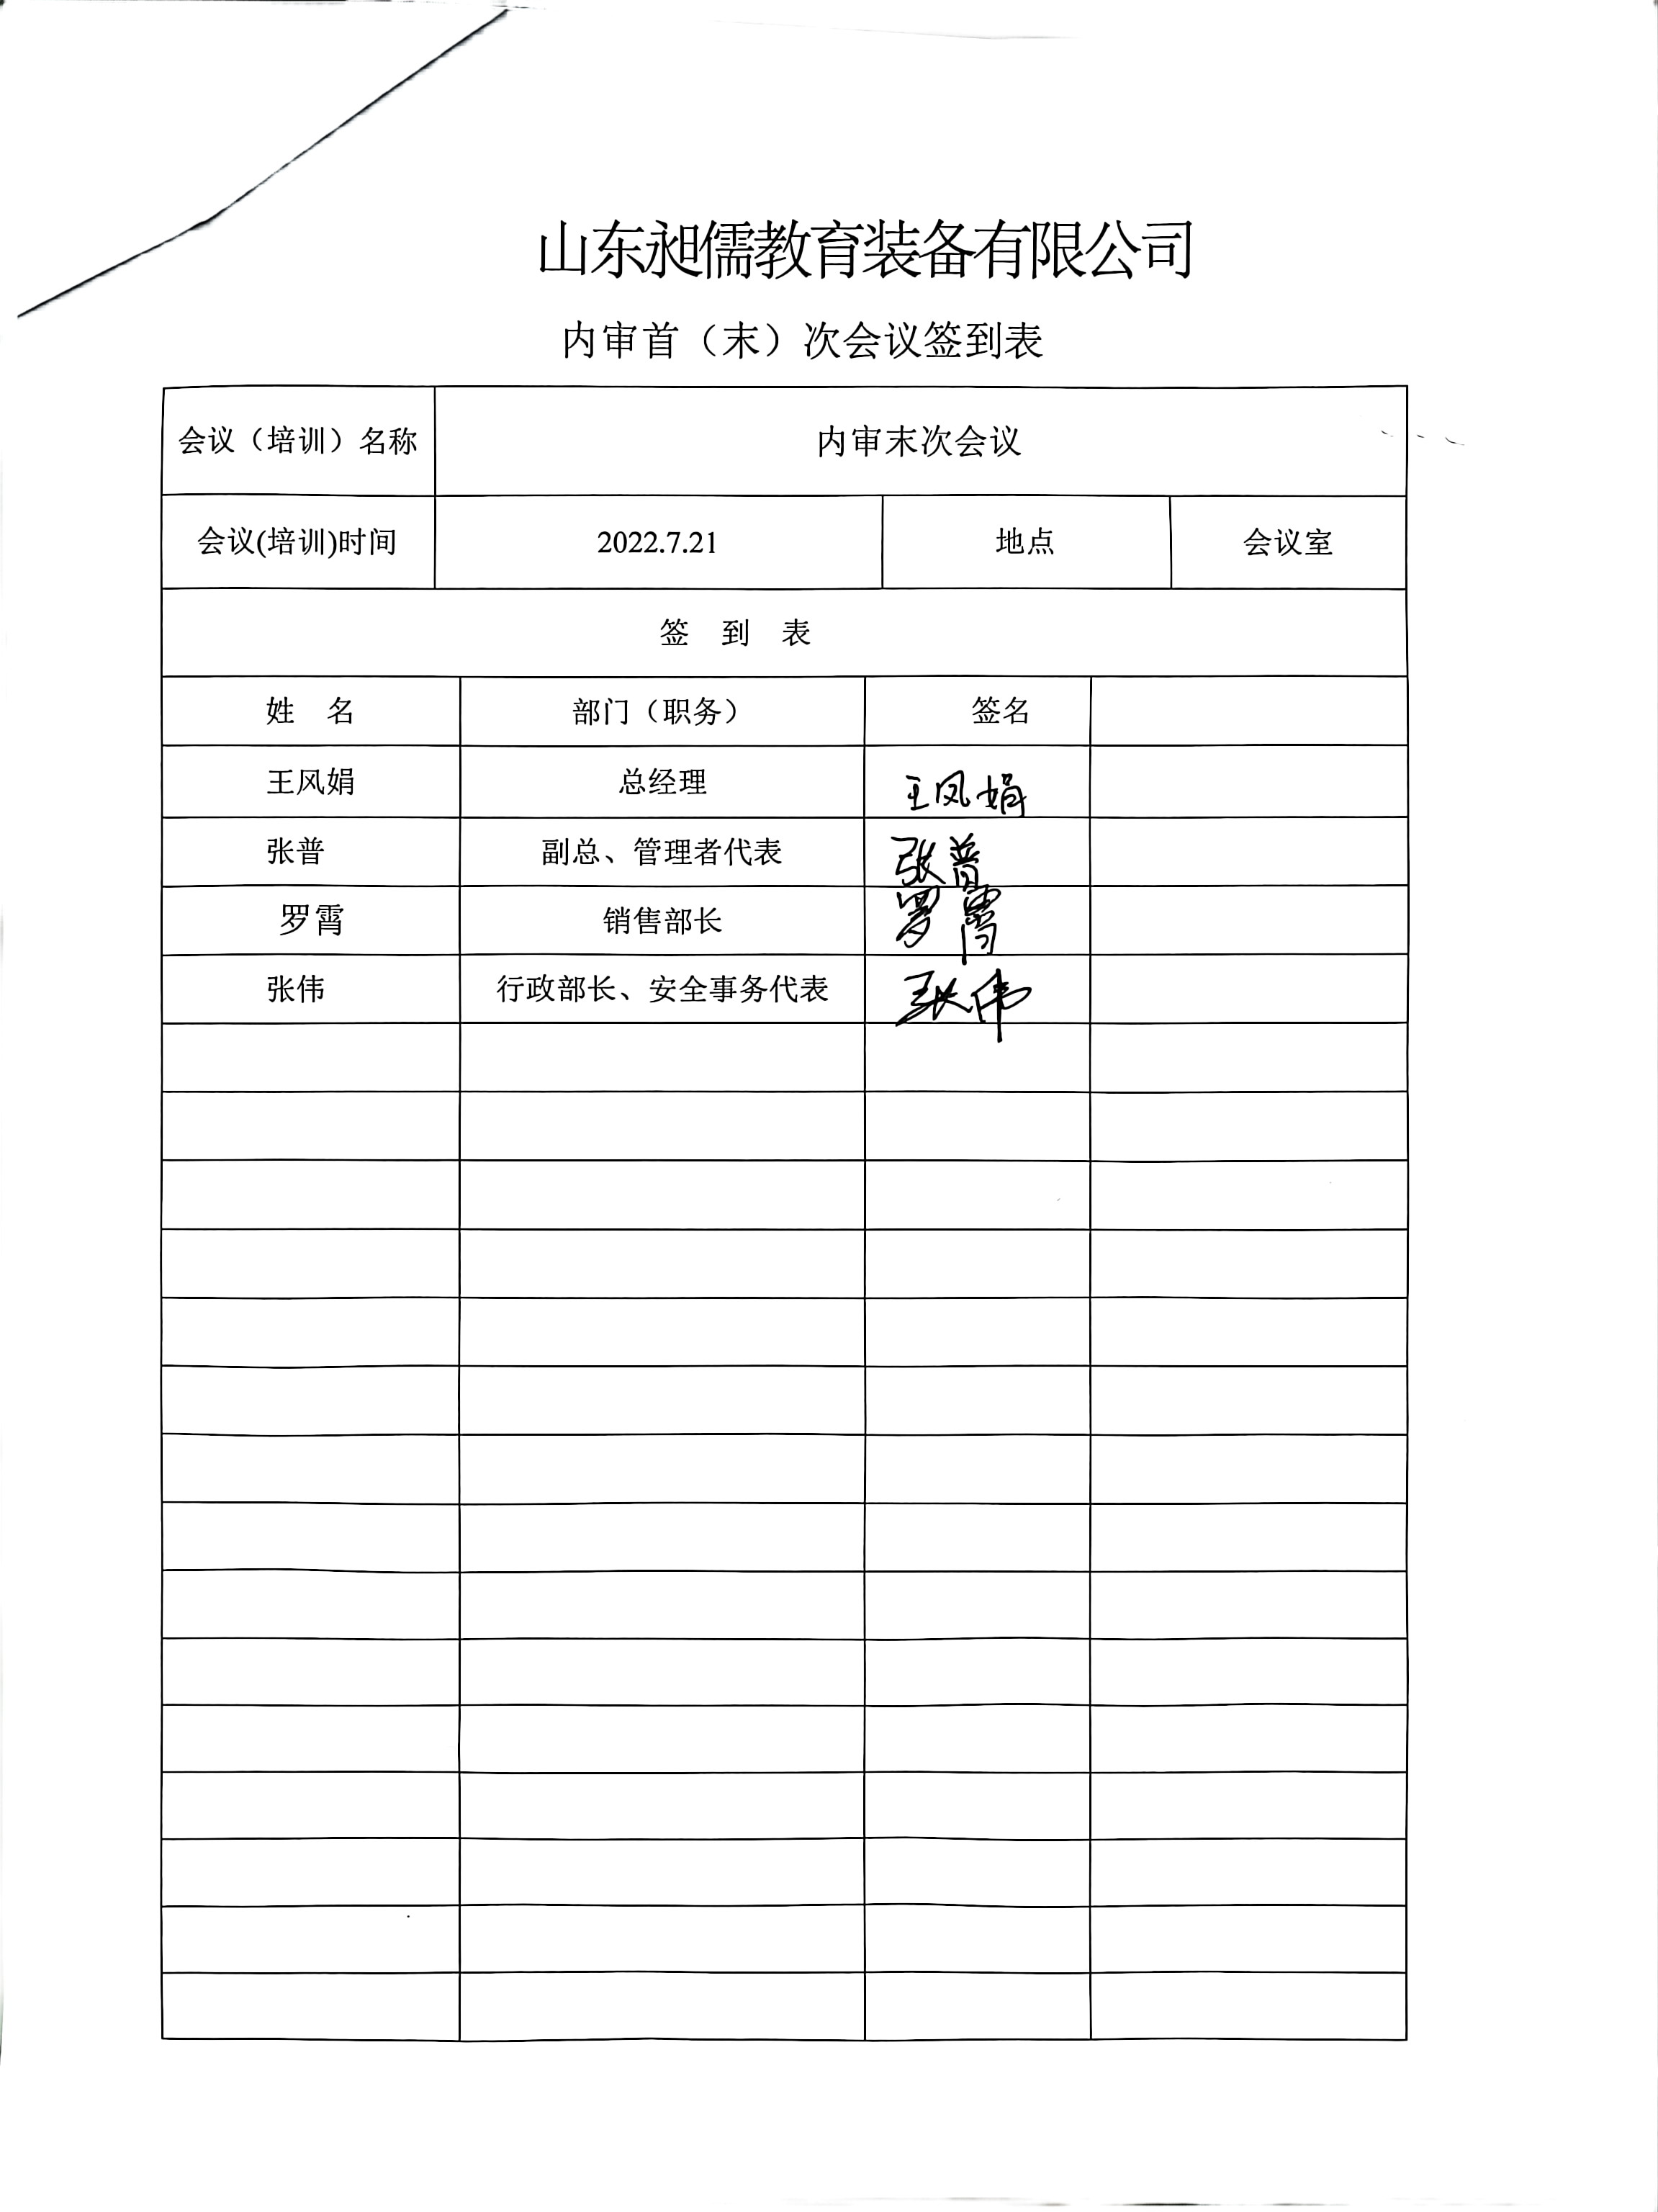 山东昶儒教育装备有限公司
内审首（末）次会议签到表
会议（培训）名称 内审末次会议
会议(培训)时间 2022.7.21 地点 会议室
签 到 表
姓 名 部门（职务） 签名
王风娟 总经理 王凤娟
张普 副总、管理者代表 张普
罗霄 销售部长 罗霄
张伟 行政部长、安全事务代表 张伟